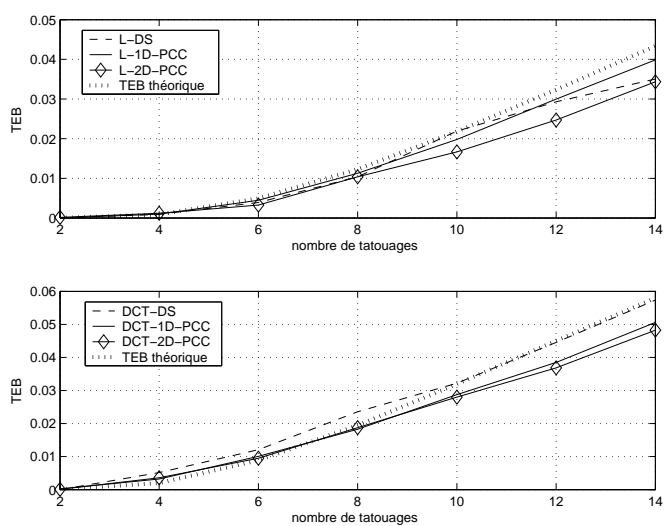 0.05
0.04
0.03
0.02
0.01
0
TEB
L-DS
L-1D-PCC
L-2D-PCC
TEB théorique
2 4 6 8 10 12 14
nombre de tatouages
0.06
0.05
0.04
0.03
0.02
0.01
0
TEB
DCT-DS
DCT-1D-PCC
DCT-2D-PCC
TEB théorique
2 4 6 8 10 12 14
nombre de tatouages